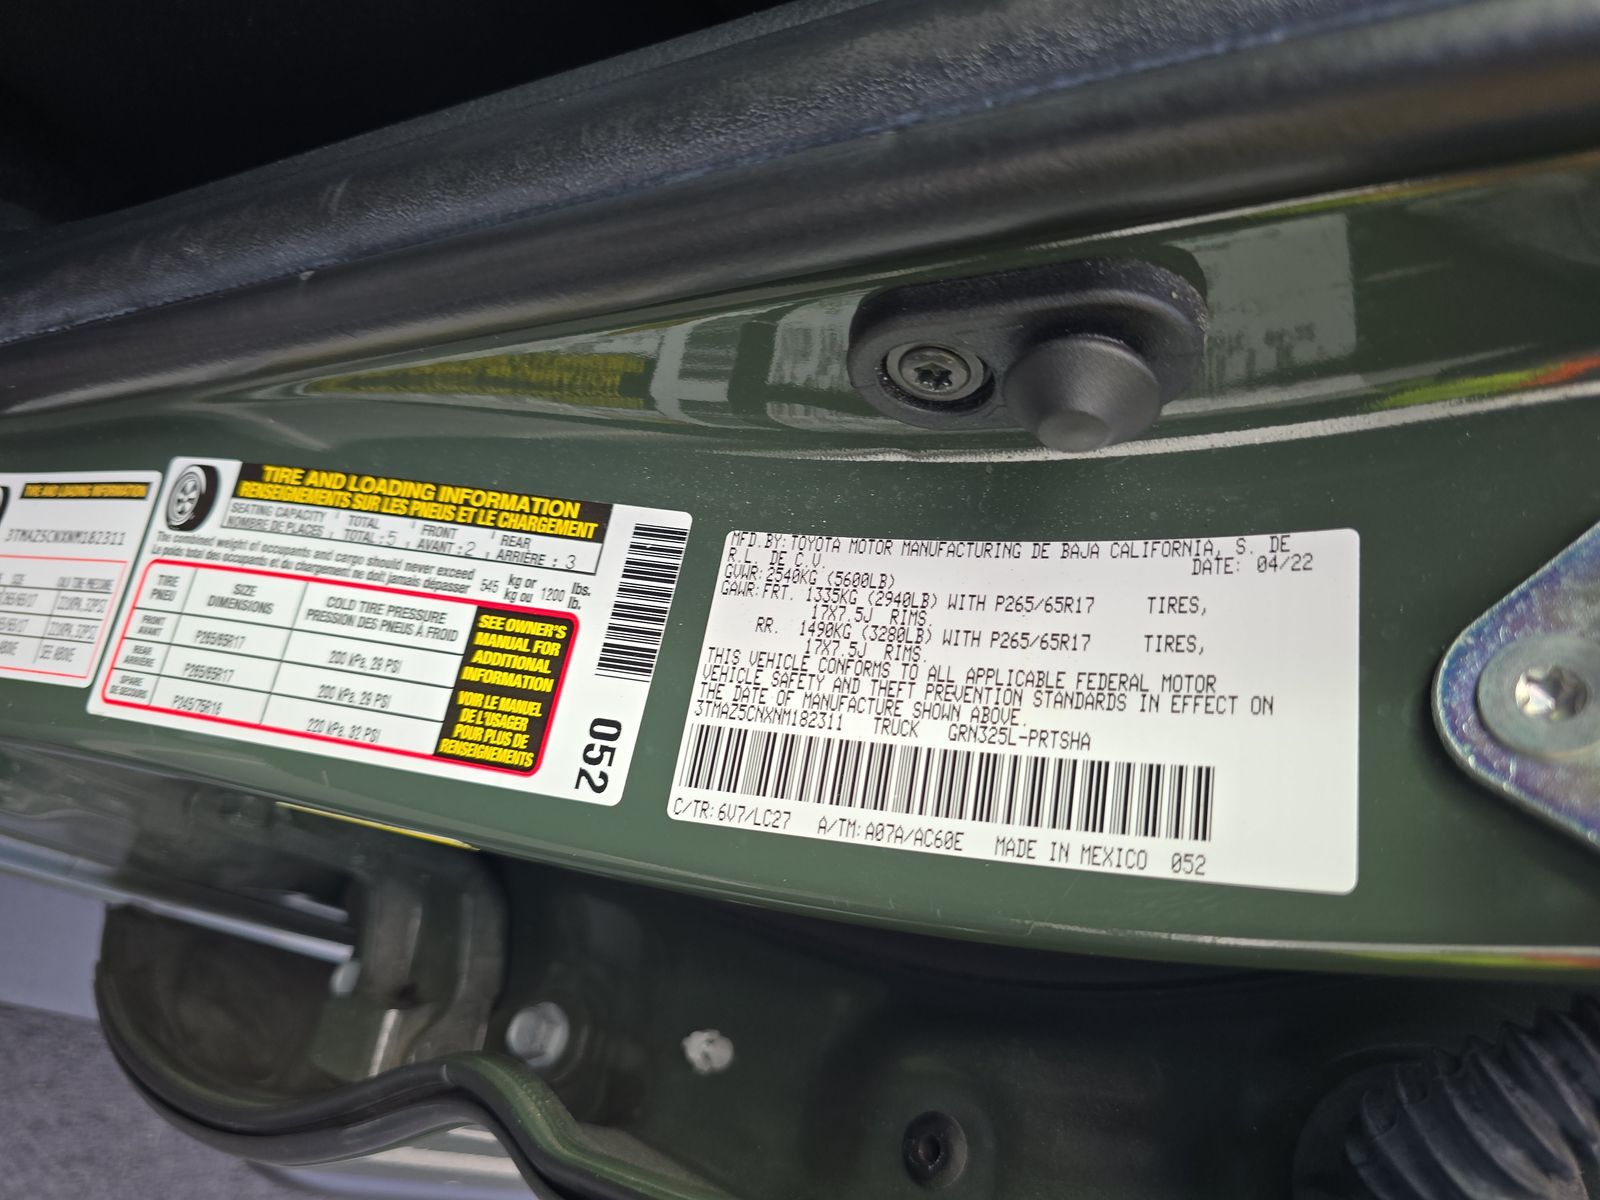 TIRE AND LOADING INFORMATION
3TMAZ5CNXNM182311
SEE ABOVE
TIRE AND LOADING INFORMATION
RENSEIGNEMENTS SUR LES PNEUS ET LE CHARGEMENT
SEATING CAPACITY TOTAL FRONT REAR
NOMBRE DE PLACES TOTAL:5 AVANT:2 ARRIÈRE:3
The combined weight of occupants and cargo should never exceed 545 kg or 1200 lbs.
Le poids total des occupants et du chargement ne doit jamais dépasser kg ou lb.
TIRE SIZE COLD TIRE PRESSURE
PNEU DIMENSIONS PRESSION DES PNEUS À FROID
FRONT AVANT P265/65R17 200 kPa, 29 PSI
REAR ARRIÈRE P265/65R17 200 kPa, 29 PSI
SPARE DE SECOURS P245/75R16 220 kPa, 32 PSI
SEE OWNER'S
MANUAL FOR
ADDITIONAL
INFORMATION
VOIR LE MANUEL
DE L'USAGER
POUR PLUS DE
RENSEIGNEMENTS
052
MFD.BY:TOYOTA MOTOR MANUFACTURING DE BAJA CALIFORNIA, S. DE
R.L. DE C.V. DATE: 04/22
GVWR:2540KG (5600LB)
GAWR:FRT. 1335KG (2940LB) WITH P265/65R17 TIRES,
17X7.5J RIMS.
RR. 1490KG (3280LB) WITH P265/65R17 TIRES,
17X7.5J RIMS.
THIS VEHICLE CONFORMS TO ALL APPLICABLE FEDERAL MOTOR
VEHICLE SAFETY AND THEFT PREVENTION STANDARDS IN EFFECT ON
THE DATE OF MANUFACTURE SHOWN ABOVE.
3TMAZ5CNXNM182311 TRUCK GRN325L-PRTSHA
C/TR:6V7/LC27 A/TM:A07A/AC60E MADE IN MEXICO 052